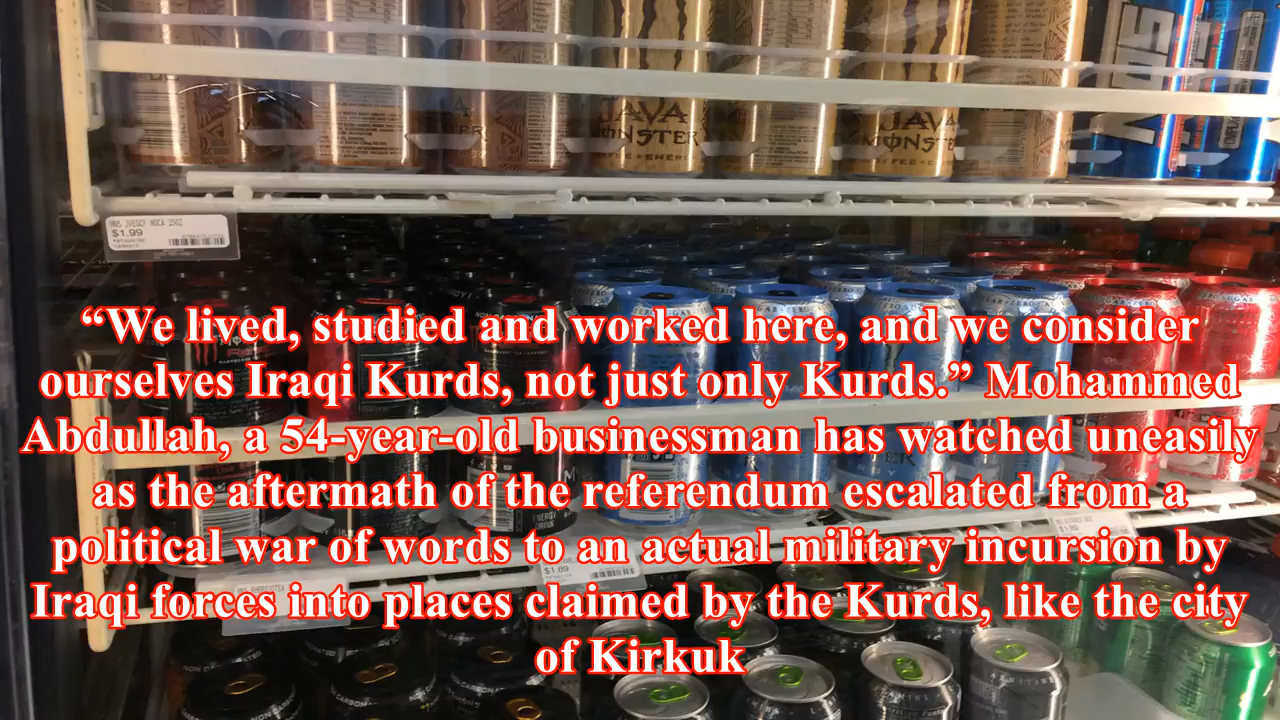 JAVA
MONSTER
JAVA
MONSTER
$1.99
“We lived, studied and worked here, and we consider
ourselves Iraqi Kurds, not just only Kurds.” Mohammed
Abdullah, a 54-year-old businessman has watched uneasily
as the aftermath of the referendum escalated from a
political war of words to an actual military incursion by
Iraqi forces into places claimed by the Kurds, like the city
of Kirkuk
$1.89